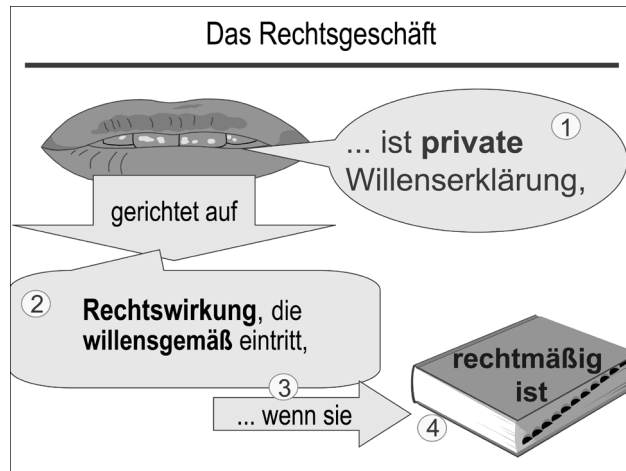 Das Rechtsgeschäft
1
... ist private
Willenserklärung,
gerichtet auf
2
Rechtswirkung, die
willensgemäß eintritt,
3
... wenn sie
4
rechtmäßig
ist